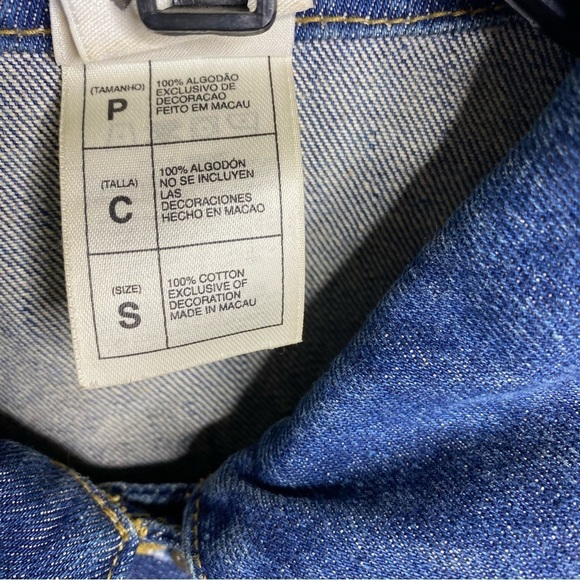 (TAMANHO)
P
100% ALGODÃO
EXCLUSIVO DE
DECORACAO
FEITO EM MACAU
(TALLA)
C
100% ALGODÓN
NO SE INCLUYEN
LAS
DECORACIONES
HECHO EN MACAO
(SIZE)
S
100% COTTON
EXCLUSIVE OF
DECORATION
MADE IN MACAU